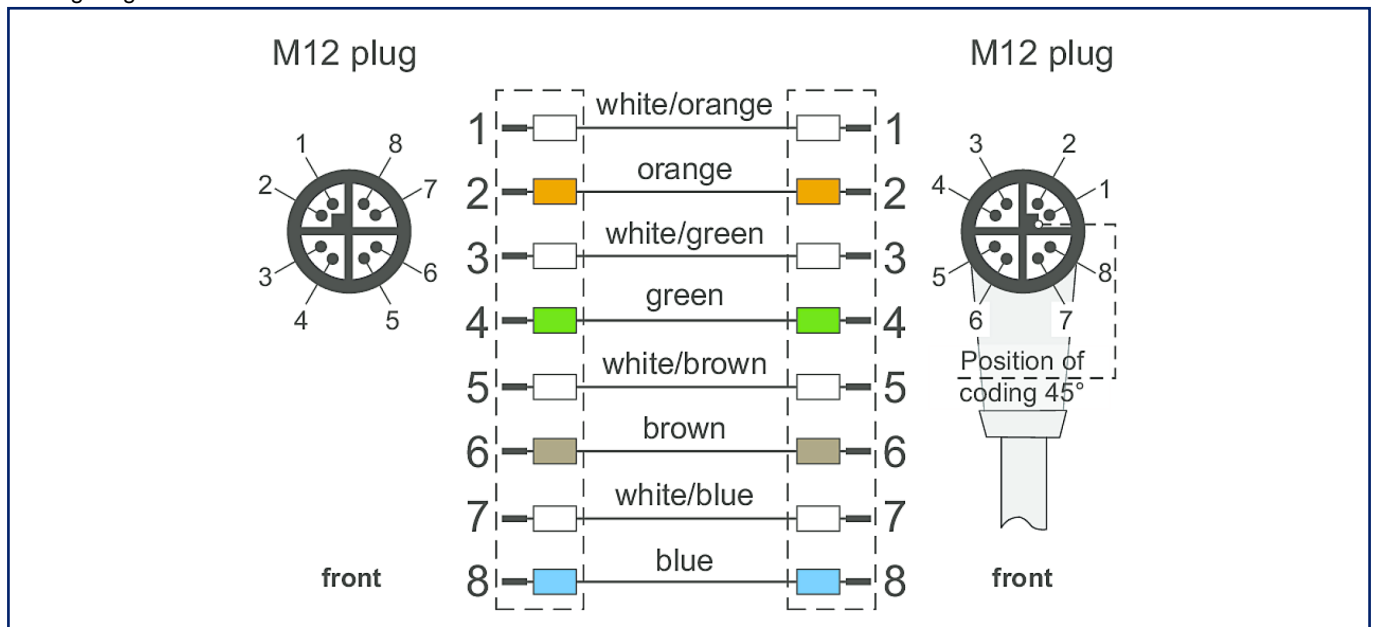 M12 plug
M12 plug
1 white/orange 1
2 orange 2
3 white/green 3
4 green 4
5 white/brown 5
6 brown 6
7 white/blue 7
8 blue 8
1 8
2 7
3 6
4 5
3 2
4 1
5 8
6 7
Position of
coding 45°
front
front